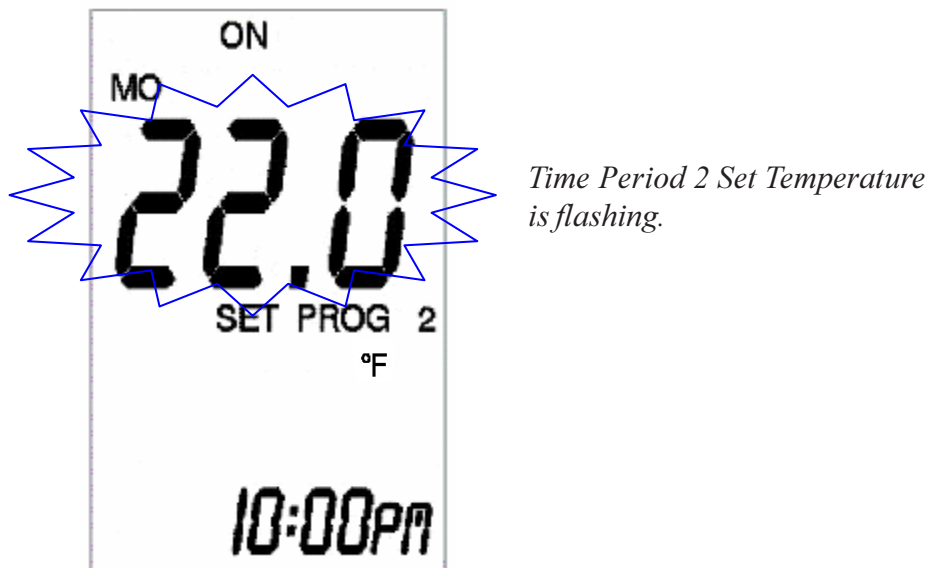 ON
MO
22.0
SET PROG 2
°F
10:00pm
Time Period 2 Set Temperature
is flashing.